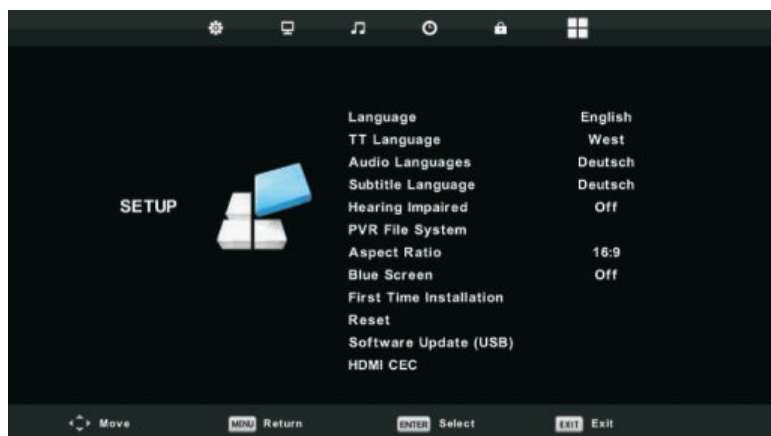 SETUP
Language English
TT Language West
Audio Languages Deutsch
Subtitle Language Deutsch
Hearing Impaired Off
PVR File System
Aspect Ratio 16:9
Blue Screen Off
First Time Installation
Reset
Software Update (USB)
HDMI CEC
Move MENU Return ENTER Select EXIT Exit